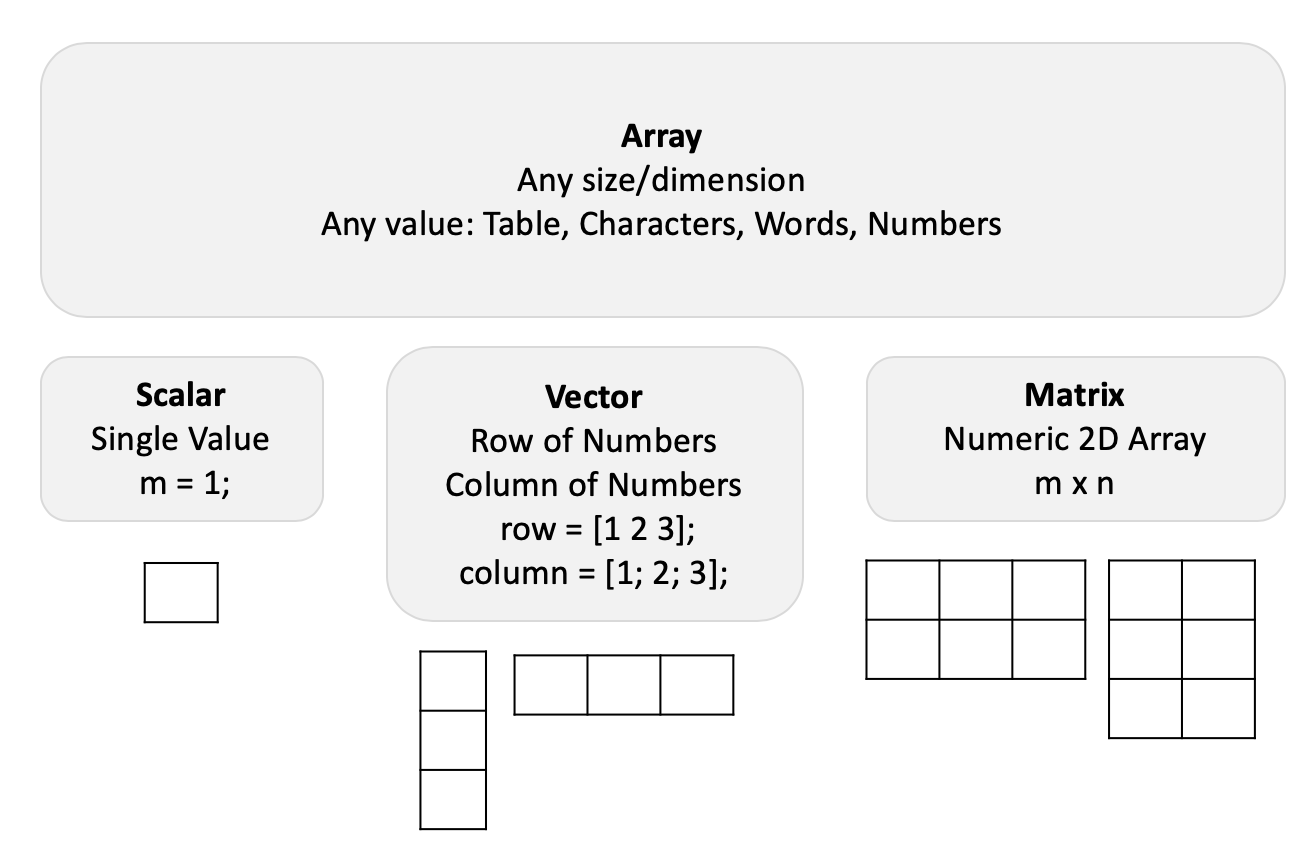 Array
Any size/dimension
Any value: Table, Characters, Words, Numbers
Scalar
Single Value
m = 1;
Vector
Row of Numbers
Column of Numbers
row = [1 2 3];
column = [1; 2; 3];
Matrix
Numeric 2D Array
m x n